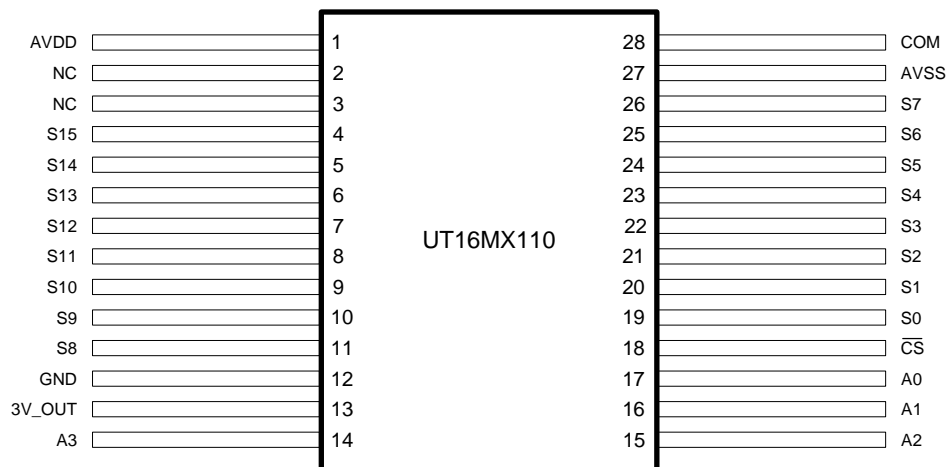 AVDD 1 28 COM
NC 2 27 AVSS
NC 3 26 S7
S15 4 25 S6
S14 5 24 S5
S13 6 23 S4
S12 7 22 S3
UT16MX110
S11 8 21 S2
S10 9 20 S1
S9 10 19 S0
S8 11 18 C̅S̅
GND 12 17 A0
3V_OUT 13 16 A1
A3 14 15 A2